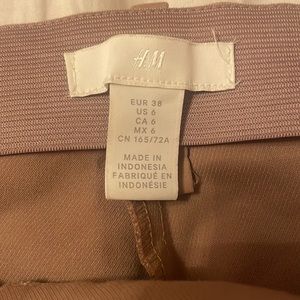 H&M
EUR 38
US 6
CA 6
MX 6
CN 165/72A
MADE IN
INDONESIA
FABRIQUÉ EN
INDONÉSIE